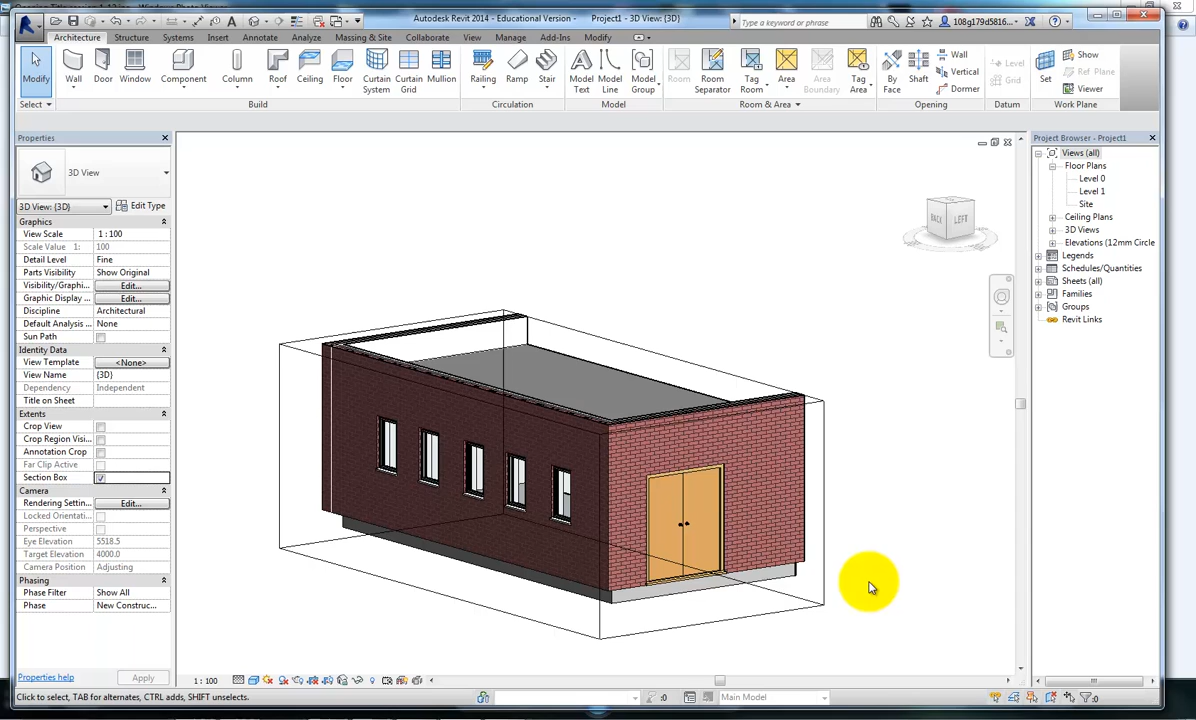 Autodesk Revit 2014 - Educational Version - Project1 - 3D View: {3D}
Type a keyword or phrase
108g179d5816...
Architecture Structure Systems Insert Annotate Analyze Massing & Site Collaborate View Manage Add-Ins Modify
Modify Wall Door Window Component Column Roof Ceiling Floor Curtain System Curtain Grid Mullion Railing Ramp Stair Model Text Model Line Model Group Room Room Separator Tag Room Area Area Boundary Tag Area By Face Shaft Wall Vertical Dormer Level Grid Set Show Ref Plane Viewer
Select Build Circulation Model Room & Area Opening Datum Work Plane
Properties
3D View
3D View: {3D} Edit Type
Graphics
View Scale 1 : 100
Scale Value 1: 100
Detail Level Fine
Parts Visibility Show Original
Visibility/Graphi... Edit...
Graphic Display ... Edit...
Discipline Architectural
Default Analysis ... None
Sun Path
Identity Data
View Template <None>
View Name {3D}
Dependency Independent
Title on Sheet
Extents
Crop View
Crop Region Visi...
Annotation Crop
Far Clip Active
Section Box
Camera
Rendering Settin... Edit...
Locked Orientati...
Perspective
Eye Elevation 5518.5
Target Elevation 4000.0
Camera Position Adjusting
Phasing
Phase Filter Show All
Phase New Construc...
Properties help Apply
BACK LEFT
Project Browser - Project1
Views (all)
Floor Plans
Level 0
Level 1
Site
Ceiling Plans
3D Views
Elevations (12mm Circle
Legends
Schedules/Quantities
Sheets (all)
Families
Groups
Revit Links
1 : 100
Click to select, TAB for alternates, CTRL adds, SHIFT unselects.
:0
Main Model
:0